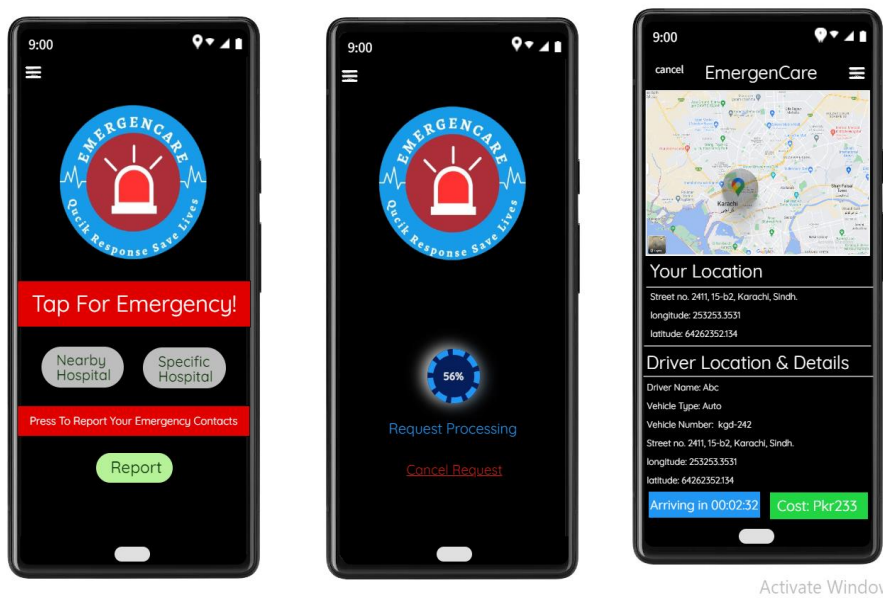 9:00
EMERGENCARE
Qucik Response Save Lives
Tap For Emergency!
Nearby
Hospital
Specific
Hospital
Press To Report Your Emergency Contacts
Report
9:00
EMERGENCARE
Qucik Response Save Lives
56%
Request Processing
Cancel Request
9:00
cancel
EmergenCare
Karachi
كراچی
Your Location
Street no. 2411, 15-b2, Karachi, Sindh.
longitude: 253253.3531
latitude: 64262352.134
Driver Location & Details
Driver Name: Abc
Vehicle Type: Auto
Vehicle Number: kgd-242
Street no. 2411, 15-b2, Karachi, Sindh.
longitude: 253253.3531
latitude: 64262352.134
Arriving in 00:02:32
Cost: Pkr233
Activate Window